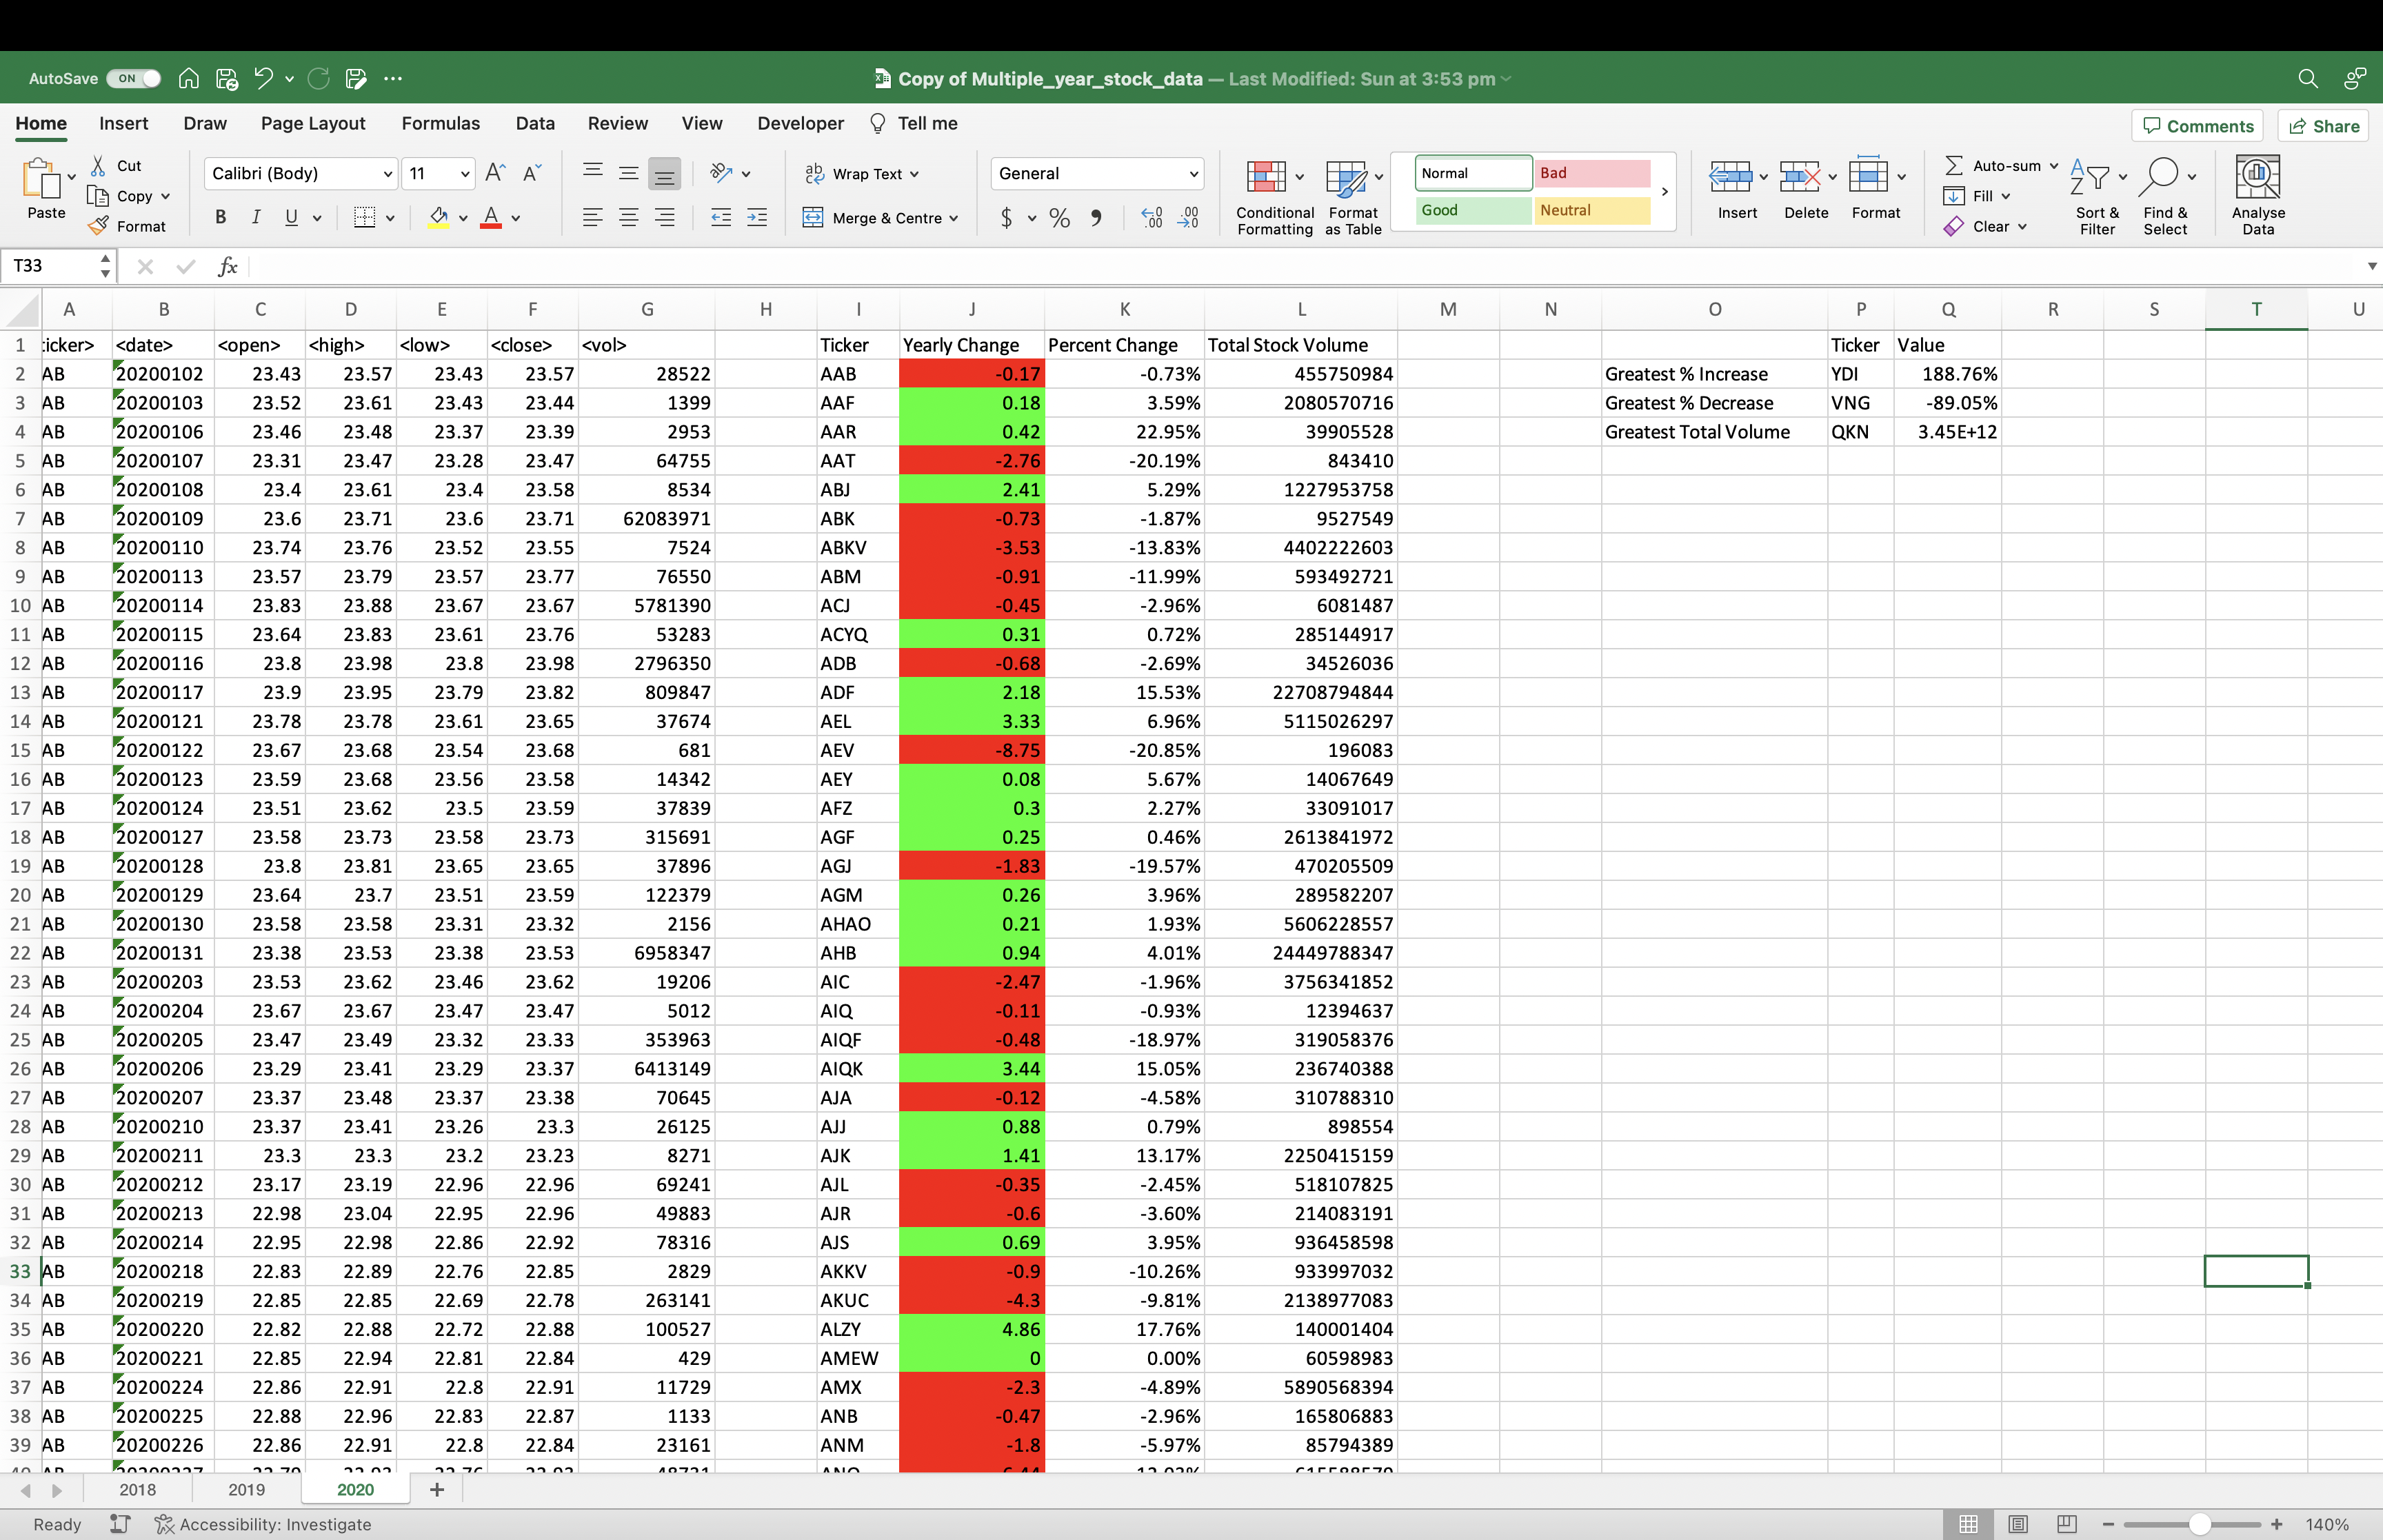 AutoSave ON Copy of Multiple_year_stock_data — Last Modified: Sun at 3:53 pm
Home Insert Draw Page Layout Formulas Data Review View Developer Tell me Comments Share
Paste Cut Copy Format Calibri (Body) 11 B I U Wrap Text Merge & Centre General Conditional Formatting Format as Table Normal Bad Good Neutral Insert Delete Format Auto-sum Fill Clear Sort & Filter Find & Select Analyse Data
T33 fx
A B C D E F G H I J K L M N O P Q R S T U
1 ticker> <date> <open> <high> <low> <close> <vol> Ticker Yearly Change Percent Change Total Stock Volume Ticker Value
2 AB 20200102 23.43 23.57 23.43 23.57 28522 AAB -0.17 -0.73% 455750984 Greatest % Increase YDI 188.76%
3 AB 20200103 23.52 23.61 23.43 23.44 1399 AAF 0.18 3.59% 2080570716 Greatest % Decrease VNG -89.05%
4 AB 20200106 23.46 23.48 23.37 23.39 2953 AAR 0.42 22.95% 39905528 Greatest Total Volume QKN 3.45E+12
5 AB 20200107 23.31 23.47 23.28 23.47 64755 AAT -2.76 -20.19% 843410
6 AB 20200108 23.4 23.61 23.4 23.58 8534 ABJ 2.41 5.29% 1227953758
7 AB 20200109 23.6 23.71 23.6 23.71 62083971 ABK -0.73 -1.87% 9527549
8 AB 20200110 23.74 23.76 23.52 23.55 7524 ABKV -3.53 -13.83% 4402222603
9 AB 20200113 23.57 23.79 23.57 23.77 76550 ABM -0.91 -11.99% 593492721
10 AB 20200114 23.83 23.88 23.67 23.67 5781390 ACJ -0.45 -2.96% 6081487
11 AB 20200115 23.64 23.83 23.61 23.76 53283 ACYQ 0.31 0.72% 285144917
12 AB 20200116 23.8 23.98 23.8 23.98 2796350 ADB -0.68 -2.69% 34526036
13 AB 20200117 23.9 23.95 23.79 23.82 809847 ADF 2.18 15.53% 22708794844
14 AB 20200121 23.78 23.78 23.61 23.65 37674 AEL 3.33 6.96% 5115026297
15 AB 20200122 23.67 23.68 23.54 23.68 681 AEV -8.75 -20.85% 196083
16 AB 20200123 23.59 23.68 23.56 23.58 14342 AEY 0.08 5.67% 14067649
17 AB 20200124 23.51 23.62 23.5 23.59 37839 AFZ 0.3 2.27% 33091017
18 AB 20200127 23.58 23.73 23.58 23.73 315691 AGF 0.25 0.46% 2613841972
19 AB 20200128 23.8 23.81 23.65 23.65 37896 AGJ -1.83 -19.57% 470205509
20 AB 20200129 23.64 23.7 23.51 23.59 122379 AGM 0.26 3.96% 289582207
21 AB 20200130 23.58 23.58 23.31 23.32 2156 AHAO 0.21 1.93% 5606228557
22 AB 20200131 23.38 23.53 23.38 23.53 6958347 AHB 0.94 4.01% 24449788347
23 AB 20200203 23.53 23.62 23.46 23.62 19206 AIC -2.47 -1.96% 3756341852
24 AB 20200204 23.67 23.67 23.47 23.47 5012 AIQ -0.11 -0.93% 12394637
25 AB 20200205 23.47 23.49 23.32 23.33 353963 AIQF -0.48 -18.97% 319058376
26 AB 20200206 23.29 23.41 23.29 23.37 6413149 AIQK 3.44 15.05% 236740388
27 AB 20200207 23.37 23.48 23.37 23.38 70645 AJA -0.12 -4.58% 310788310
28 AB 20200210 23.37 23.41 23.26 23.3 26125 AJJ 0.88 0.79% 898554
29 AB 20200211 23.3 23.3 23.2 23.23 8271 AJK 1.41 13.17% 2250415159
30 AB 20200212 23.17 23.19 22.96 22.96 69241 AJL -0.35 -2.45% 518107825
31 AB 20200213 22.98 23.04 22.95 22.96 49883 AJR -0.6 -3.60% 214083191
32 AB 20200214 22.95 22.98 22.86 22.92 78316 AJS 0.69 3.95% 936458598
33 AB 20200218 22.83 22.89 22.76 22.85 2829 AKKV -0.9 -10.26% 933997032
34 AB 20200219 22.85 22.85 22.69 22.78 263141 AKUC -4.3 -9.81% 2138977083
35 AB 20200220 22.82 22.88 22.72 22.88 100527 ALZY 4.86 17.76% 140001404
36 AB 20200221 22.85 22.94 22.81 22.84 429 AMEW 0 0.00% 60598983
37 AB 20200224 22.86 22.91 22.8 22.91 11729 AMX -2.3 -4.89% 5890568394
38 AB 20200225 22.88 22.96 22.83 22.87 1133 ANB -0.47 -2.96% 165806883
39 AB 20200226 22.86 22.91 22.8 22.84 23161 ANM -1.8 -5.97% 85794389
2018 2019 2020 +
Ready Accessibility: Investigate 140%